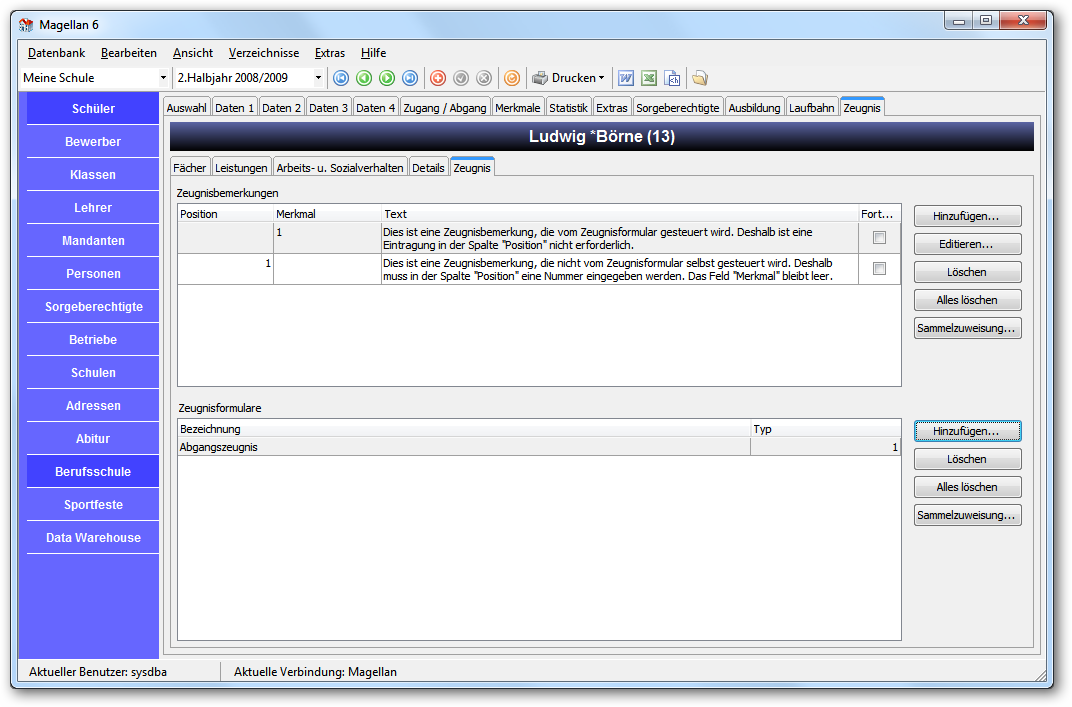 Magellan 6
Datenbank Bearbeiten Ansicht Verzeichnisse Extras Hilfe
Meine Schule 2.Halbjahr 2008/2009 Drucken
Schüler
Bewerber
Klassen
Lehrer
Mandanten
Personen
Sorgeberechtigte
Betriebe
Schulen
Adressen
Abitur
Berufsschule
Sportfeste
Data Warehouse
Auswahl Daten 1 Daten 2 Daten 3 Daten 4 Zugang / Abgang Merkmale Statistik Extras Sorgeberechtigte Ausbildung Laufbahn Zeugnis
Ludwig *Börne (13)
Fächer Leistungen Arbeits- u. Sozialverhalten Details Zeugnis
Zeugnisbemerkungen
Position Merkmal Text Fort...
1 Dies ist eine Zeugnisbemerkung, die vom Zeugnisformular gesteuert wird. Deshalb ist eine
Eintragung in der Spalte "Position" nicht erforderlich.
1 Dies ist eine Zeugnisbemerkung, die nicht vom Zeugnisformular selbst gesteuert wird. Deshalb
muss in der Spalte "Position" eine Nummer eingegeben werden. Das Feld "Merkmal" bleibt leer.
Hinzufügen...
Editieren...
Löschen
Alles löschen
Sammelzuweisung...
Zeugnisformulare
Bezeichnung Typ
Abgangszeugnis 1
Hinzufügen...
Löschen
Alles löschen
Sammelzuweisung...
Aktueller Benutzer: sysdba Aktuelle Verbindung: Magellan